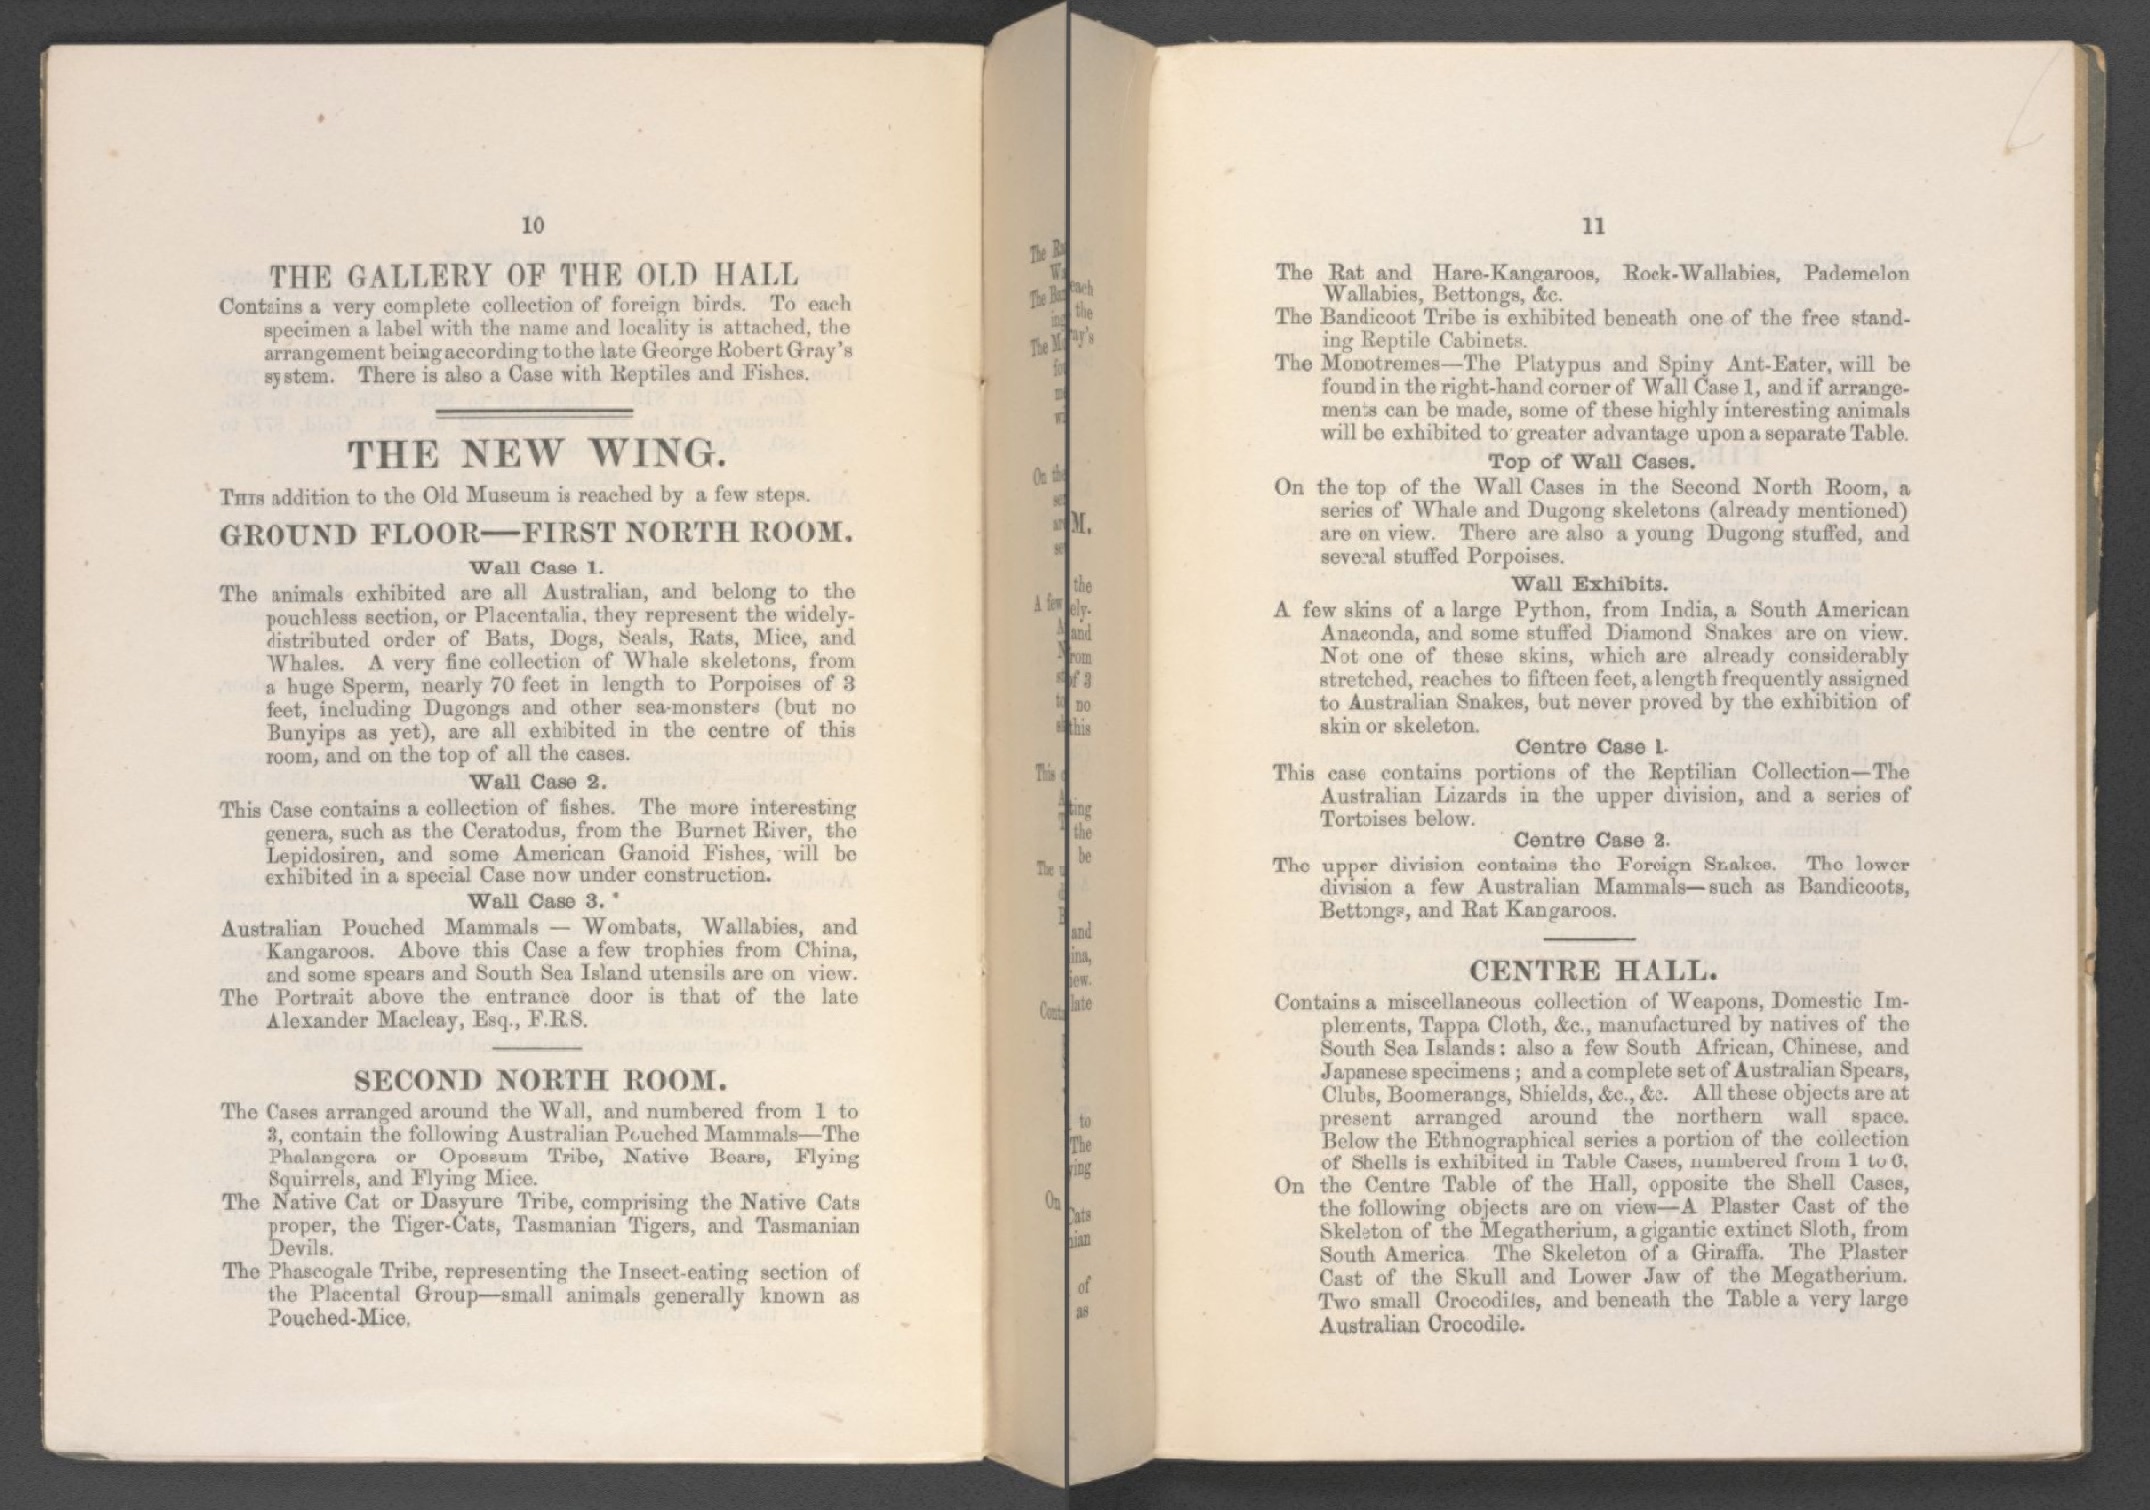 10
THE GALLERY OF THE OLD HALL
Contains a very complete collection of foreign birds. To each
specimen a label with the name and locality is attached, the
arrangement being according to the late George Robert Gray's
system. There is also a Case with Reptiles and Fishes.
THE NEW WING.
THIS addition to the Old Museum is reached by a few steps.
GROUND FLOOR—FIRST NORTH ROOM.
Wall Case 1.
The animals exhibited are all Australian, and belong to the
pouchless section, or Placentalia, they represent the widely-
distributed order of Bats, Dogs, Seals, Rats, Mice, and
Whales. A very fine collection of Whale skeletons, from
a huge Sperm, nearly 70 feet in length to Porpoises of 3
feet, including Dugongs and other sea-monsters (but no
Bunyips as yet), are all exhibited in the centre of this
room, and on the top of all the cases.
Wall Case 2.
This Case contains a collection of fishes. The more interesting
genera, such as the Ceratodus, from the Burnet River, the
Lepidosiren, and some American Ganoid Fishes, will be
exhibited in a special Case now under construction.
Wall Case 3.
Australian Pouched Mammals — Wombats, Wallabies, and
Kangaroos. Above this Case a few trophies from China,
and some spears and South Sea Island utensils are on view.
The Portrait above the entrance door is that of the late
Alexander Macleay, Esq., F.R.S.
SECOND NORTH ROOM.
The Cases arranged around the Wall, and numbered from 1 to
3, contain the following Australian Pouched Mammals—The
Phalangera or Opossum Tribe, Native Bears, Flying
Squirrels, and Flying Mice.
The Native Cat or Dasyure Tribe, comprising the Native Cats
proper, the Tiger-Cats, Tasmanian Tigers, and Tasmanian
Devils.
The Phascogale Tribe, representing the Insect-eating section of
the Placental Group—small animals generally known as
Pouched-Mice.
11
The Rat and Hare-Kangaroos, Rock-Wallabies, Pademelon
Wallabies, Bettongs, &c.
The Bandicoot Tribe is exhibited beneath one of the free stand-
ing Reptile Cabinets.
The Monotremes—The Platypus and Spiny Ant-Eater, will be
found in the right-hand corner of Wall Case 1, and if arrange-
ments can be made, some of these highly interesting animals
will be exhibited to greater advantage upon a separate Table.
Top of Wall Cases.
On the top of the Wall Cases in the Second North Room, a
series of Whale and Dugong skeletons (already mentioned)
are on view. There are also a young Dugong stuffed, and
several stuffed Porpoises.
Wall Exhibits.
A few skins of a large Python, from India, a South American
Anaconda, and some stuffed Diamond Snakes are on view.
Not one of these skins, which are already considerably
stretched, reaches to fifteen feet, a length frequently assigned
to Australian Snakes, but never proved by the exhibition of
skin or skeleton.
Centre Case 1.
This case contains portions of the Reptilian Collection—The
Australian Lizards in the upper division, and a series of
Tortoises below.
Centre Case 2.
The upper division contains the Foreign Snakes. The lower
division a few Australian Mammals—such as Bandicoots,
Bettongs, and Rat Kangaroos.
CENTRE HALL.
Contains a miscellaneous collection of Weapons, Domestic Im-
plements, Tappa Cloth, &c., manufactured by natives of the
South Sea Islands: also a few South African, Chinese, and
Japanese specimens; and a complete set of Australian Spears,
Clubs, Boomerangs, Shields, &c., &c. All these objects are at
present arranged around the northern wall space.
Below the Ethnographical series a portion of the collection
of Shells is exhibited in Table Cases, numbered from 1 to 6.
On the Centre Table of the Hall, opposite the Shell Cases,
the following objects are on view—A Plaster Cast of the
Skeleton of the Megatherium, a gigantic extinct Sloth, from
South America. The Skeleton of a Giraffa. The Plaster
Cast of the Skull and Lower Jaw of the Megatherium.
Two small Crocodiles, and beneath the Table a very large
Australian Crocodile.